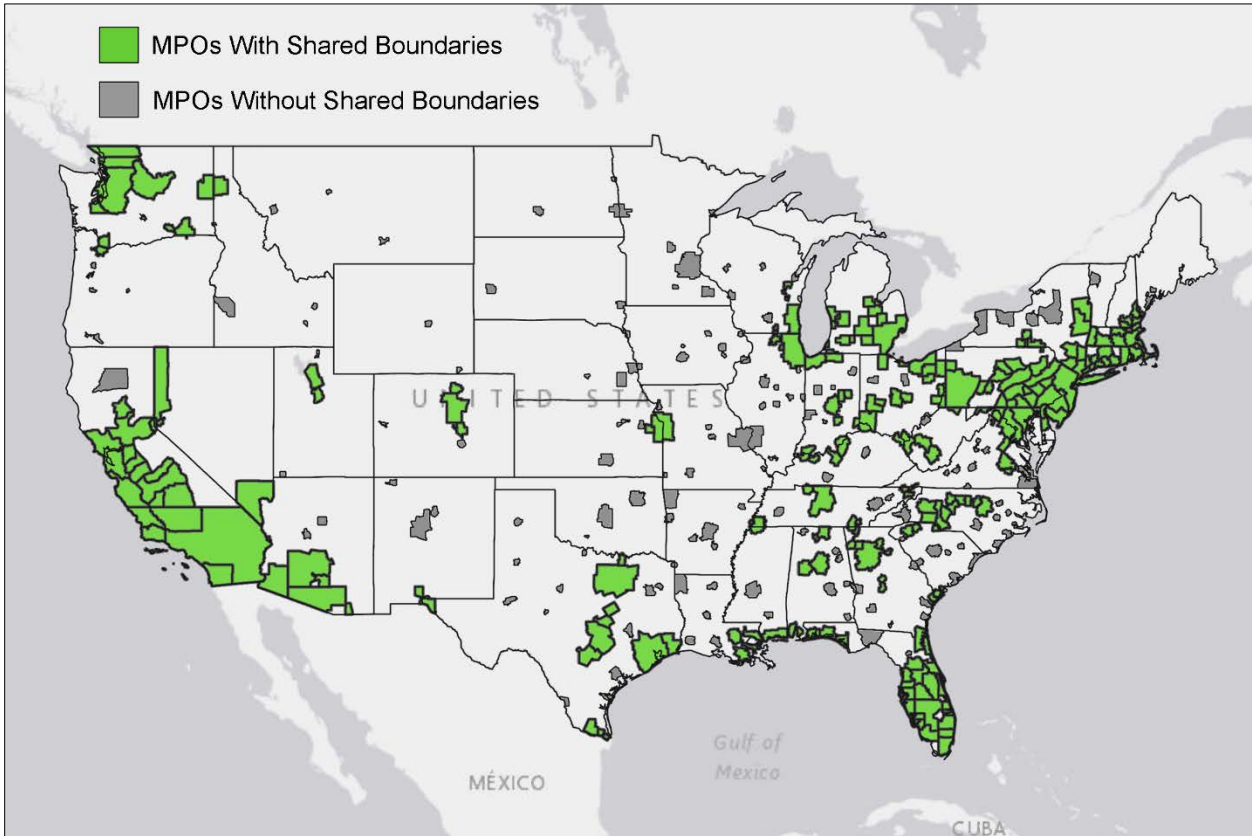 MPOs With Shared Boundaries
MPOs Without Shared Boundaries
UNITED STATES
Gulf of
Mexico
MÉXICO
CUBA